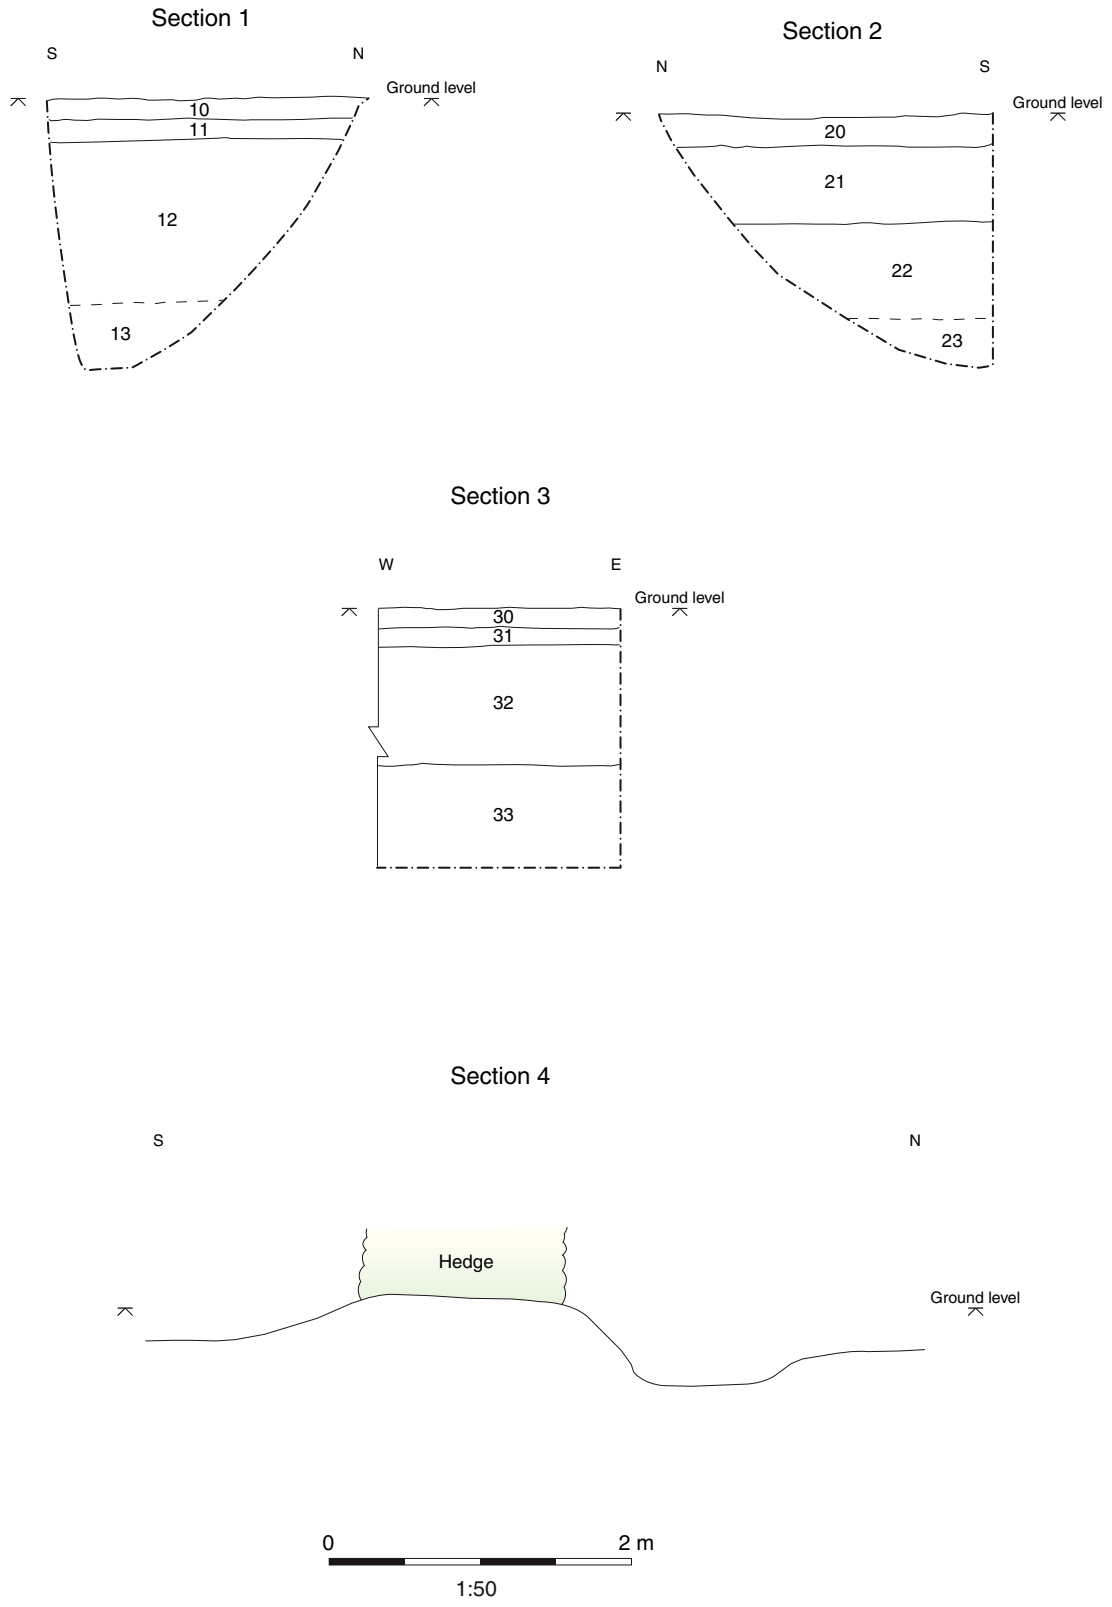 Section 1
S
N
Ground level
10
11
12
13
Section 2
N
S
Ground level
20
21
22
23
Section 3
W
E
Ground level
30
31
32
33
Section 4
S
N
Hedge
Ground level
0
2 m
1:50